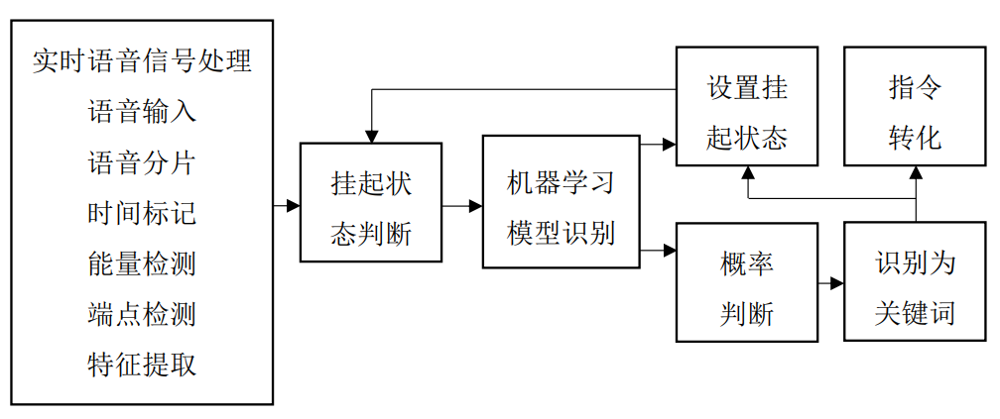 实时语音信号处理
语音输入
语音分片
时间标记
能量检测
端点检测
特征提取
挂起状
态判断
机器学习
模型识别
设置挂
起状态
指令
转化
概率
判断
识别为
关键词